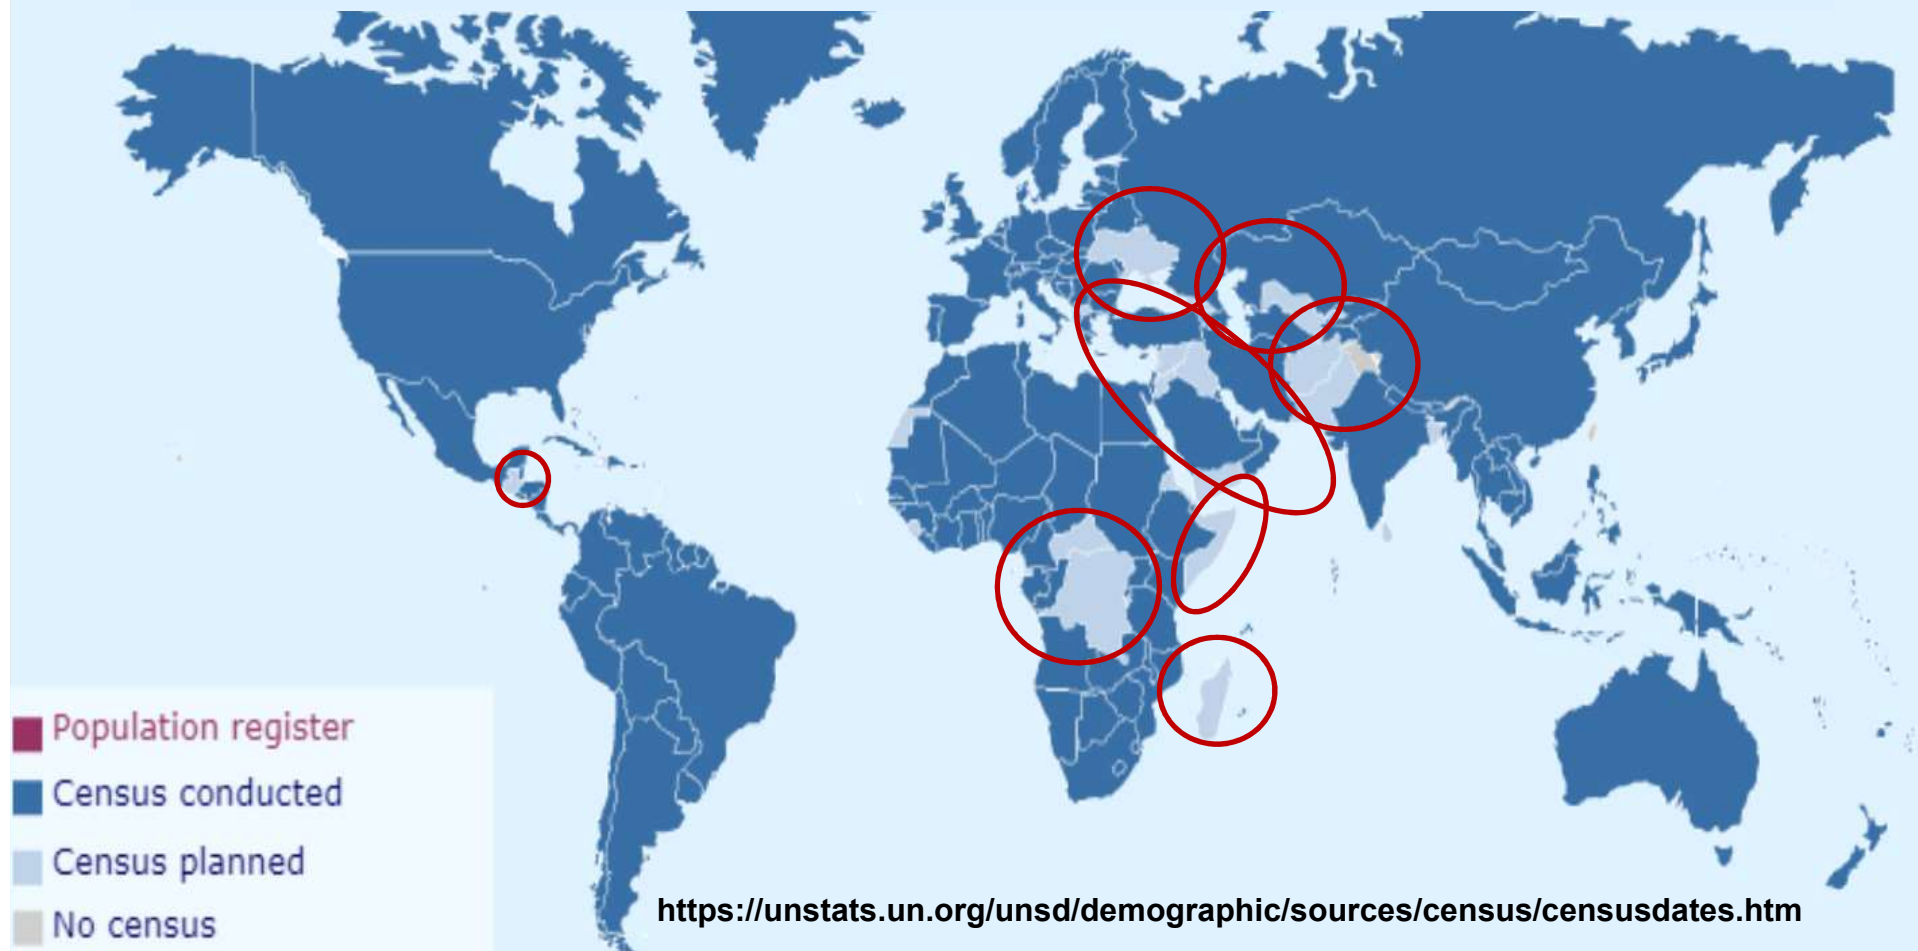 Population register
Census conducted
Census planned
No census
https://unstats.un.org/unsd/demographic/sources/census/censusdates.htm